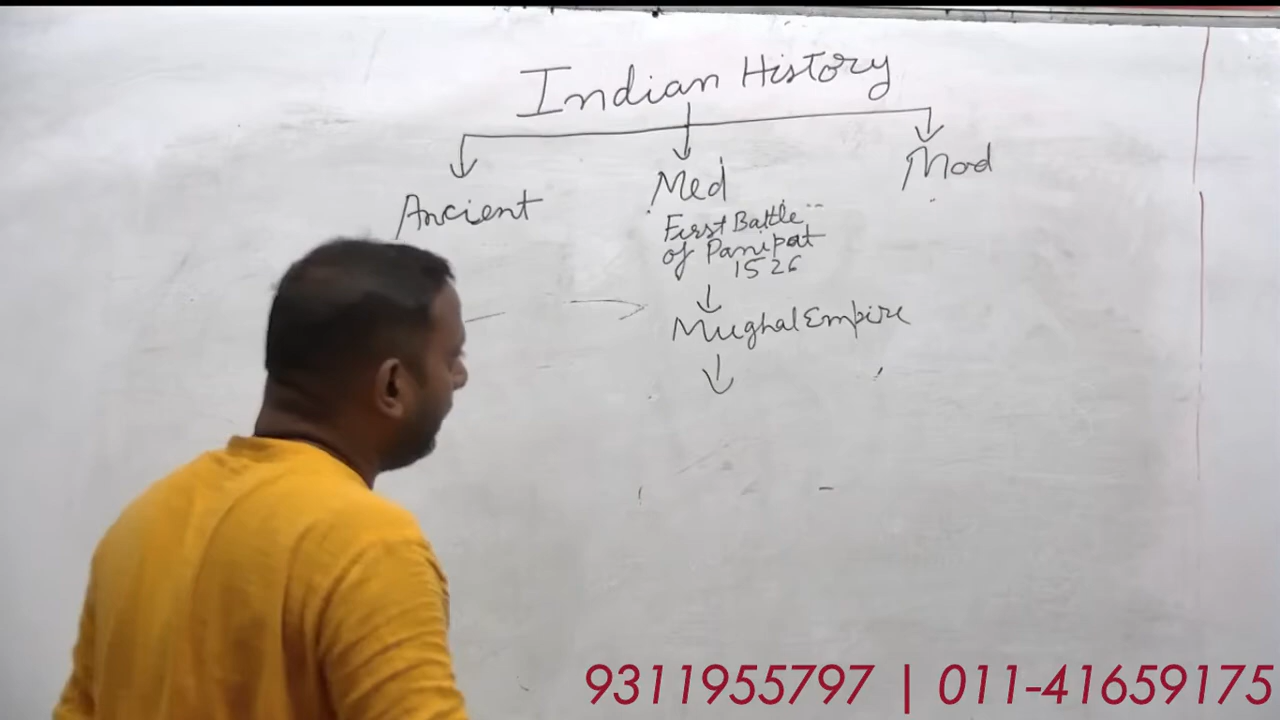 Indian History
Ancient
Med
Mod
First Battle
of Panipat
1526
Mughal Empire
9311955797 | 011-41659175